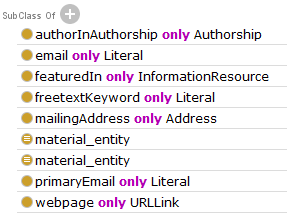 SubClass Of
authorInAuthorship only Authorship
email only Literal
featuredIn only InformationResource
freetextKeyword only Literal
mailingAddress only Address
material_entity
material_entity
primaryEmail only Literal
webpage only URLLink